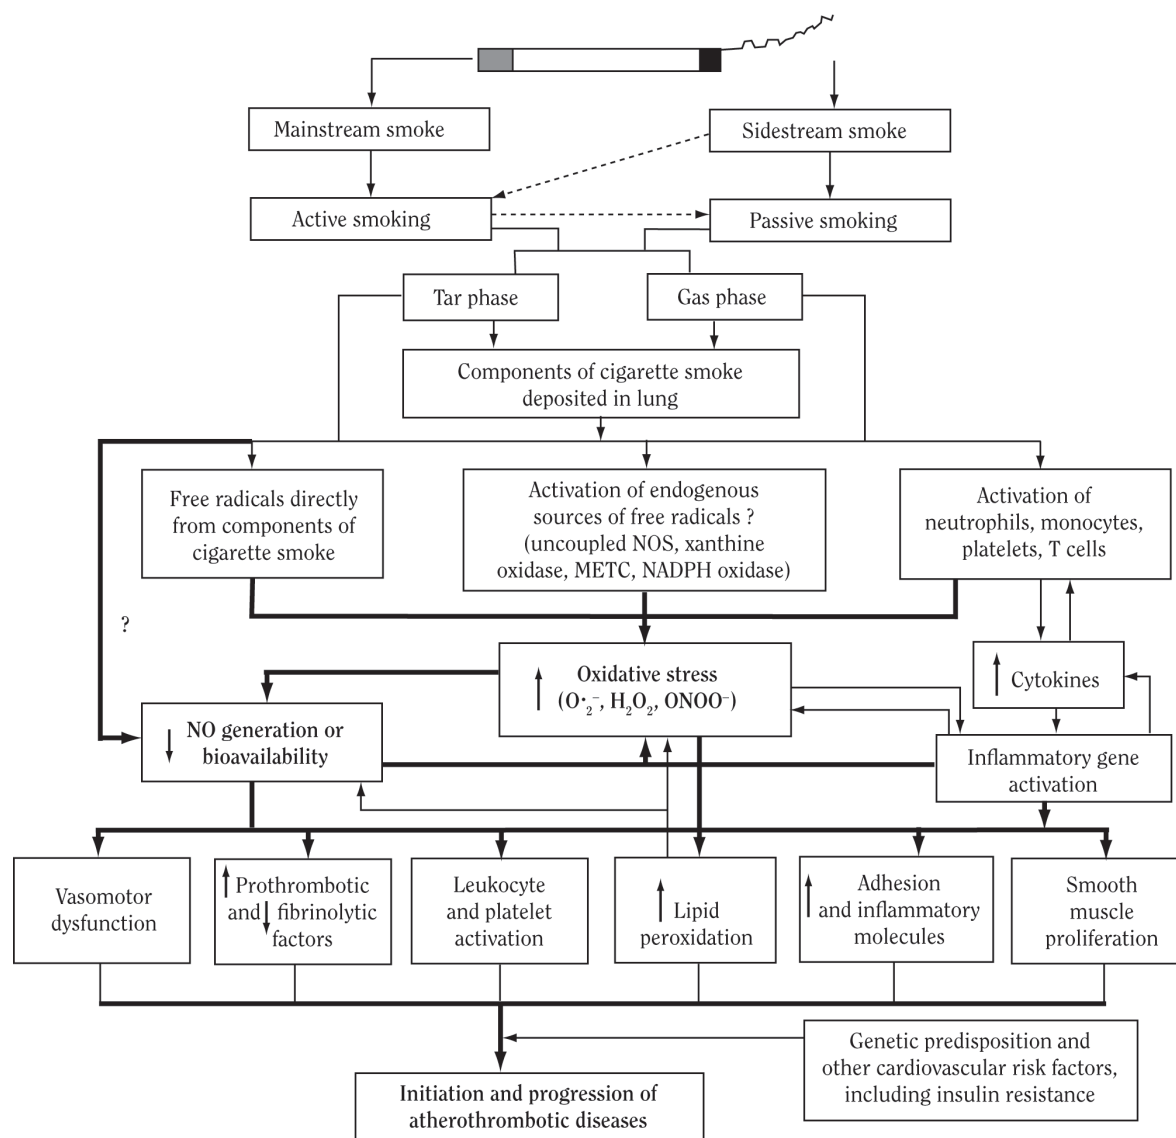 Mainstream smoke
Sidestream smoke
Active smoking
Passive smoking
Tar phase
Gas phase
Components of cigarette smoke
deposited in lung
Free radicals directly
from components of
cigarette smoke
Activation of endogenous
sources of free radicals ?
(uncoupled NOS, xanthine
oxidase, METC, NADPH oxidase)
Activation of
neutrophils, monocytes,
platelets, T cells
?
Oxidative stress
(O•₂⁻, H₂O₂, ONOO⁻)
Cytokines
NO generation or
bioavailability
Inflammatory gene
activation
Vasomotor
dysfunction
Prothrombotic
and fibrinolytic
factors
Leukocyte
and platelet
activation
Lipid
peroxidation
Adhesion
and inflammatory
molecules
Smooth
muscle
proliferation
Genetic predisposition and
other cardiovascular risk factors,
including insulin resistance
Initiation and progression of
atherothrombotic diseases